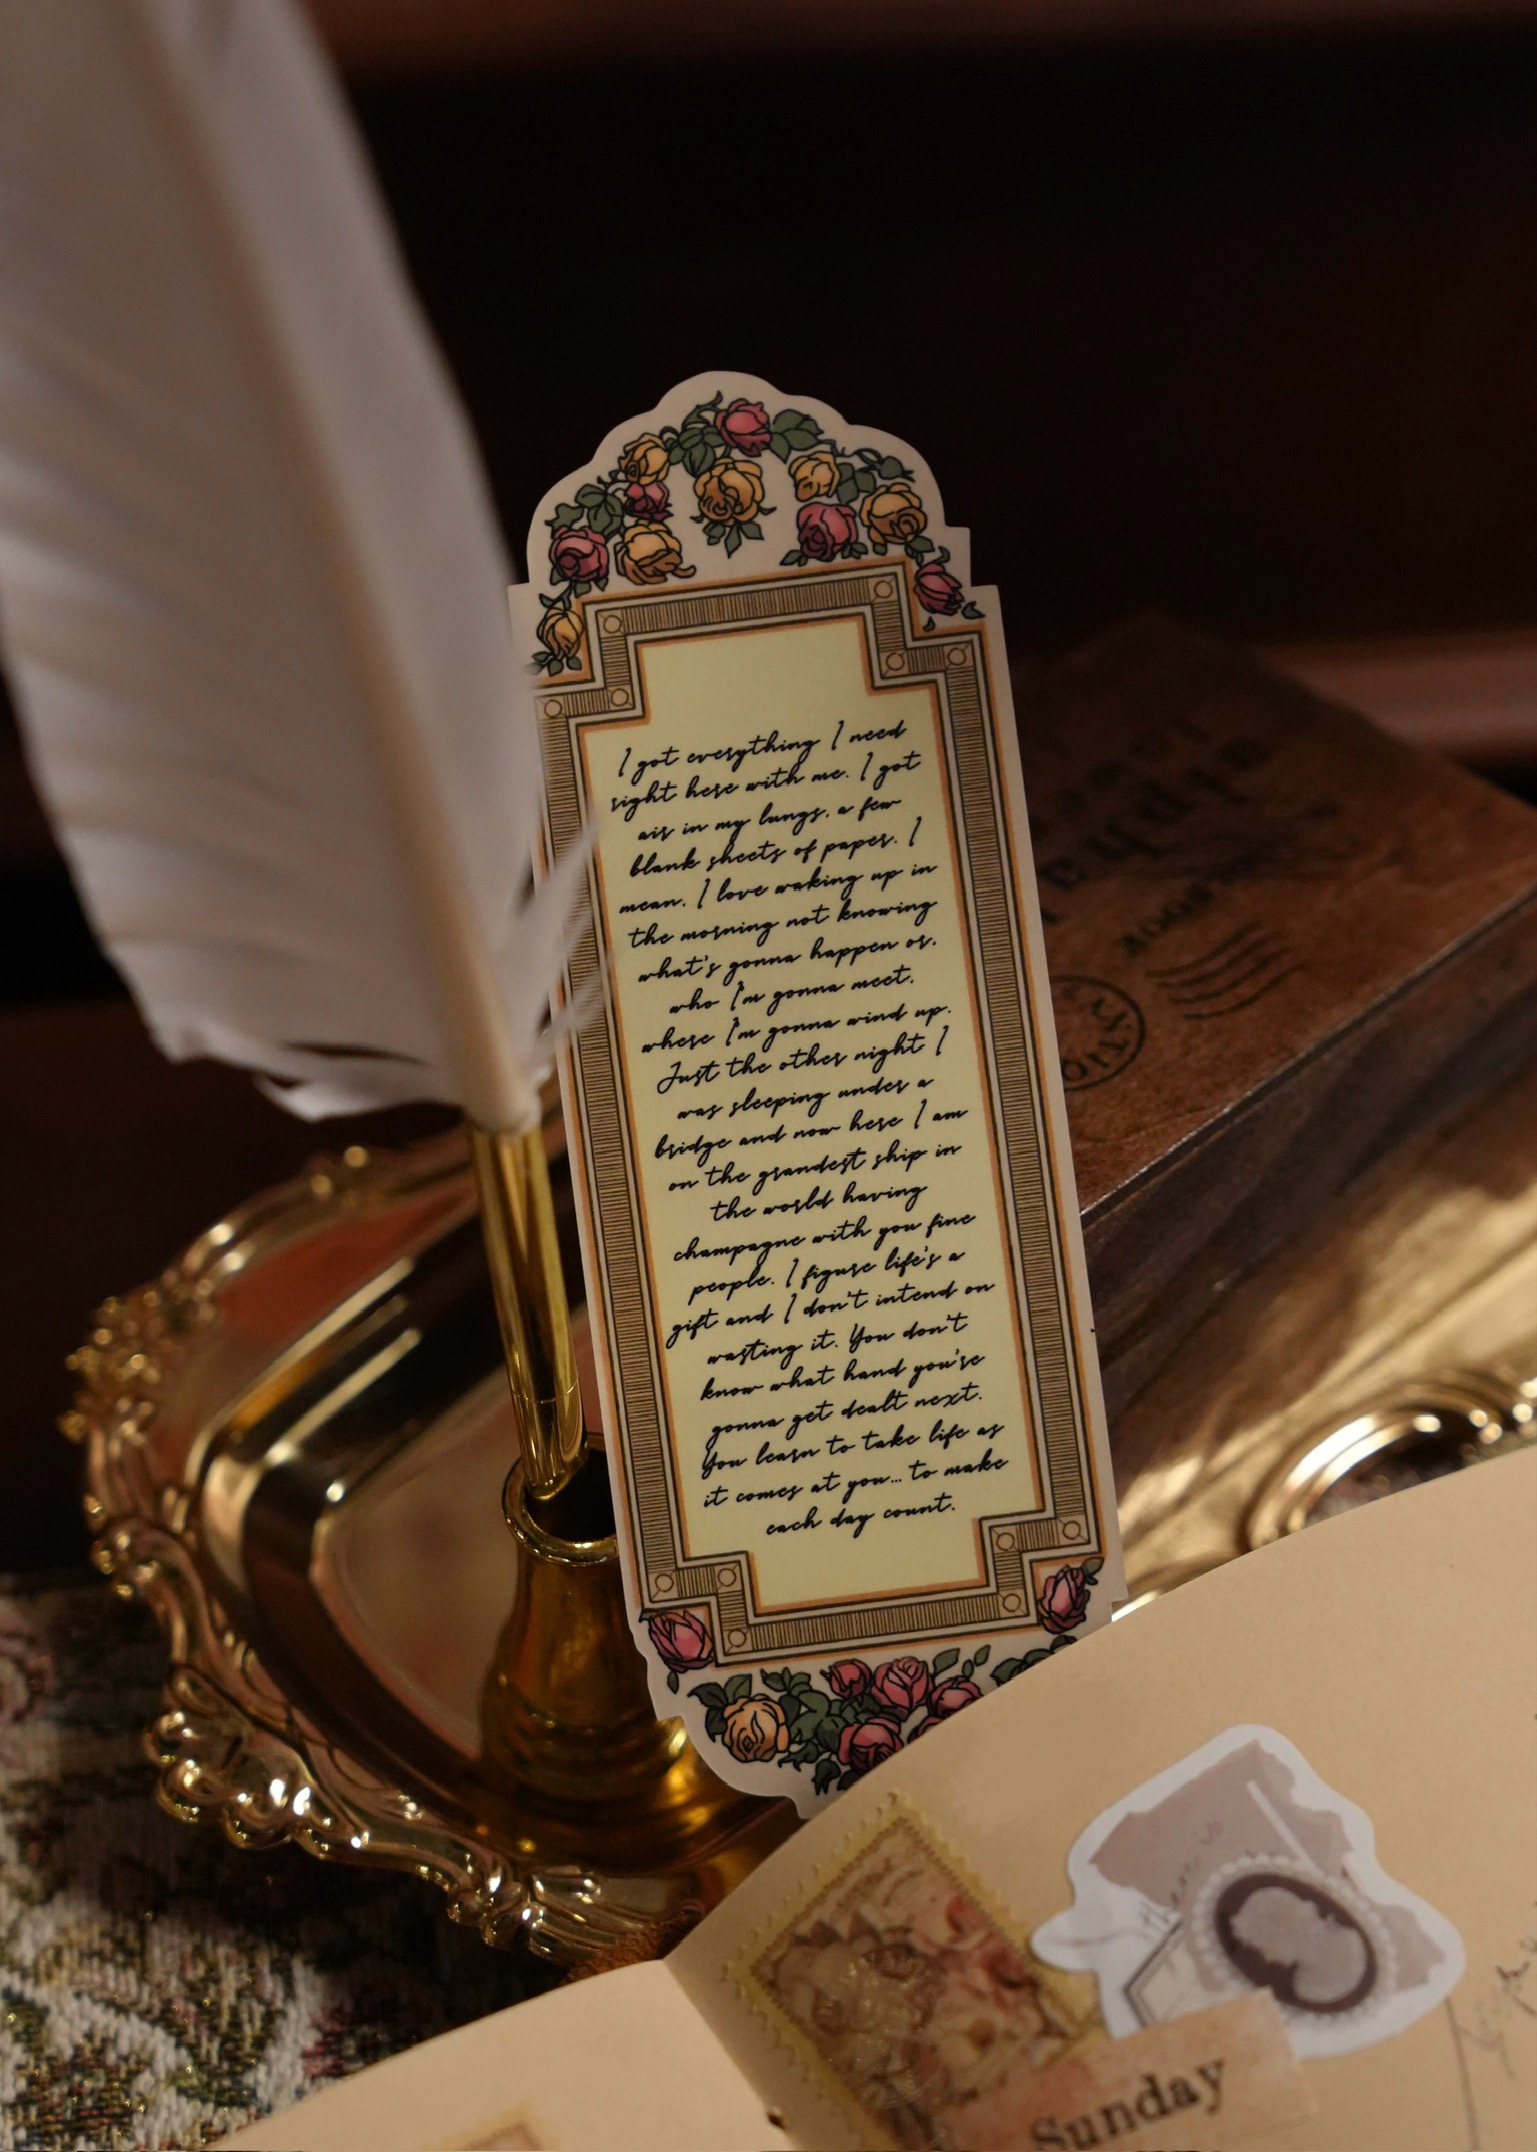 I got everything I need
right here with me. I got
air in my lungs, a few
blank sheets of paper. I
mean, I love waking up in
the morning not knowing
what's gonna happen or,
who I'm gonna meet,
where I'm gonna wind up.
Just the other night I
was sleeping under a
bridge and now here I am
on the grandest ship in
the world having
champagne with you fine
people. I figure life's a
gift and I don't intend on
wasting it. You don't
know what hand you're
gonna get dealt next.
You learn to take life as
it comes at you... to make
each day count.
there is
Sunday